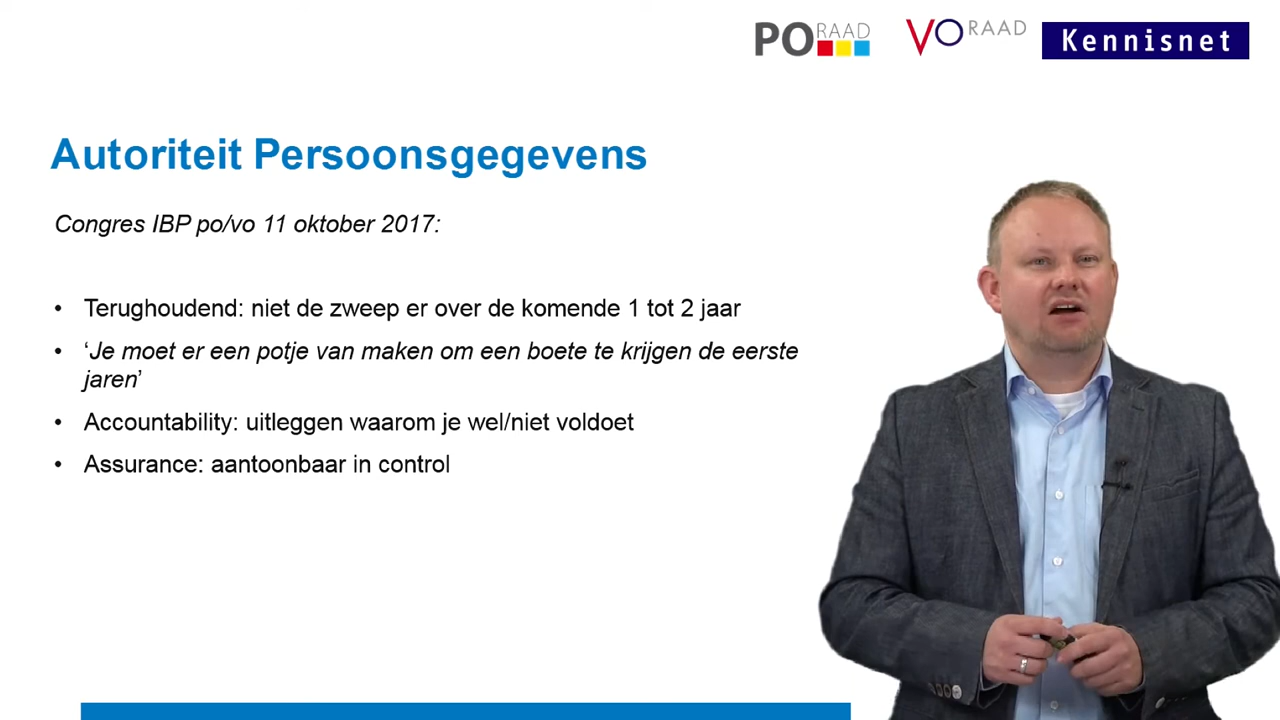 PO RAAD VO RAAD Kennisnet
Autoriteit Persoonsgegevens
Congres IBP po/vo 11 oktober 2017:
• Terughoudend: niet de zweep er over de komende 1 tot 2 jaar
• ‘Je moet er een potje van maken om een boete te krijgen de eerste
jaren’
• Accountability: uitleggen waarom je wel/niet voldoet
• Assurance: aantoonbaar in control